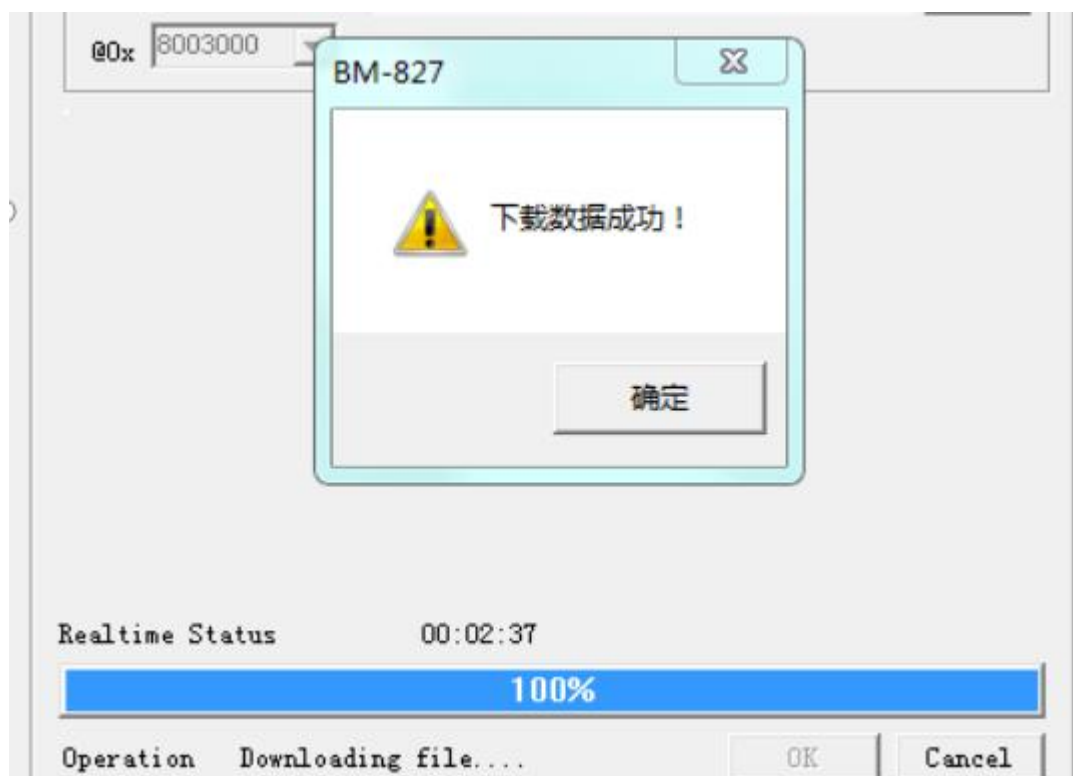 @0x 8003000
BM-827
下载数据成功！
确定
Realtime Status 00:02:37
100%
Operation Downloading file....
OK Cancel